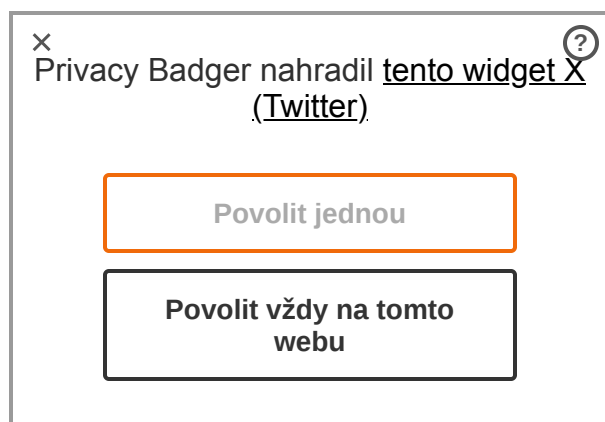 Privacy Badger nahradil tento widget X
(Twitter)
Povolit jednou
Povolit vždy na tomto
webu